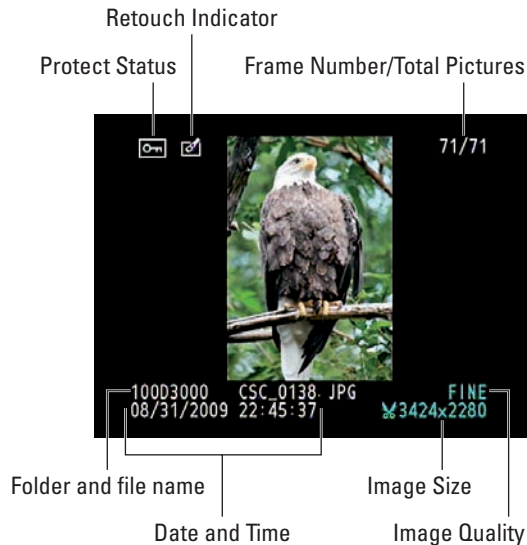 Retouch Indicator
Protect Status
Frame Number/Total Pictures
71/71
100D3000 CSC_0138.JPG FINE
08/31/2009 22:45:37 3424x2280
Folder and file name
Image Size
Date and Time
Image Quality